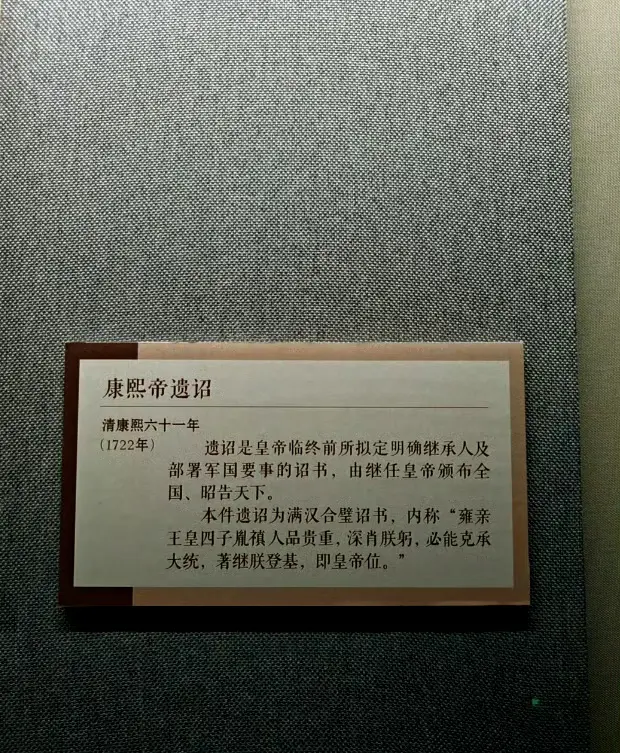 康熙帝遗诏
清康熙六十一年
(1722年)
遗诏是皇帝临终前所拟定明确继承人及
部署军国要事的诏书，由继任皇帝颁布全
国、昭告天下。
本件遗诏为满汉合璧诏书，内称“雍亲
王皇四子胤禛人品贵重，深肖朕躬，必能克承
大统，著继朕登基，即皇帝位。”